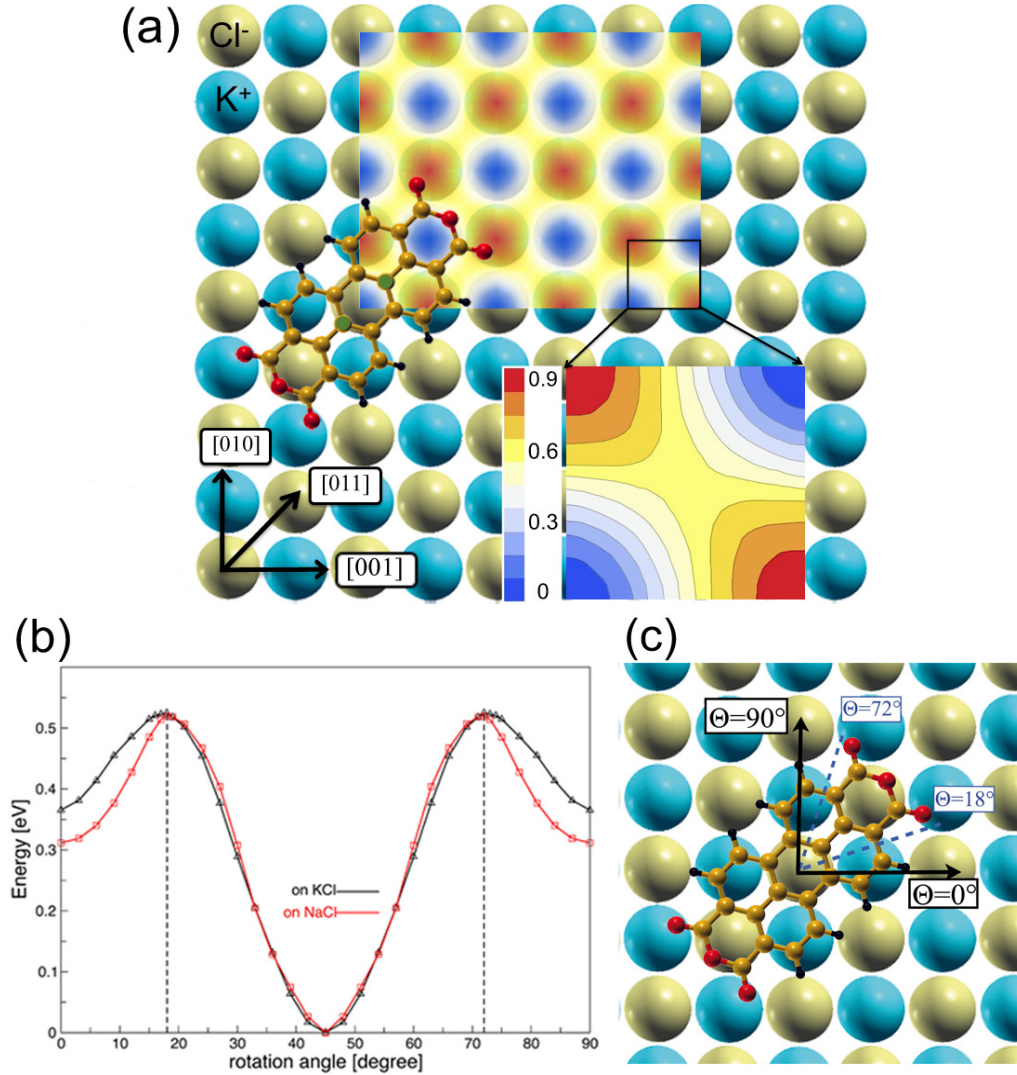 (a)
Cl-
K+
[010]
[011]
[001]
0.9
0.6
0.3
0
(b)
Energy [eV]
0.5
0.4
0.3
0.2
0.1
0
on KCl
on NaCl
0 10 20 30 40 50 60 70 80 90
rotation angle [degree]
(c)
Θ=90°
Θ=72°
Θ=18°
Θ=0°